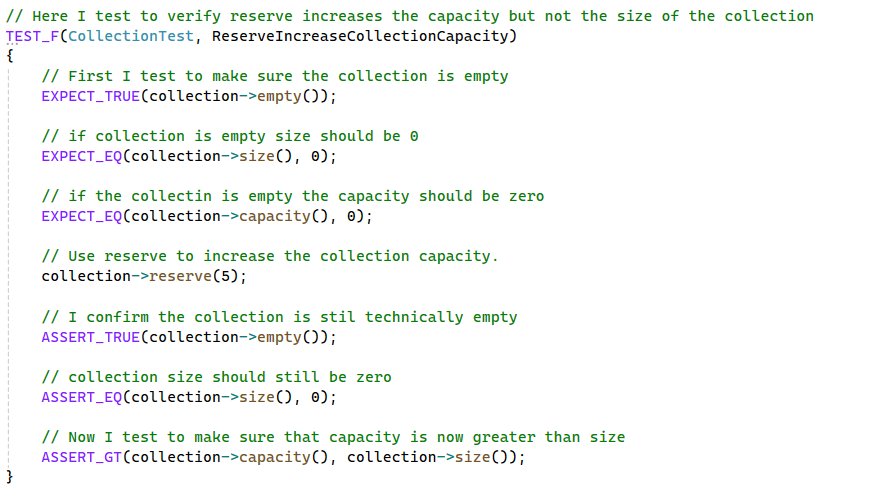 // Here I test to verify reserve increases the capacity but not the size of the collection
TEST_F(CollectionTest, ReserveIncreaseCollectionCapacity)
{
    // First I test to make sure the collection is empty
    EXPECT_TRUE(collection->empty());

    // if collection is empty size should be 0
    EXPECT_EQ(collection->size(), 0);

    // if the collectin is empty the capacity should be zero
    EXPECT_EQ(collection->capacity(), 0);

    // Use reserve to increase the collection capacity.
    collection->reserve(5);

    // I confirm the collection is stil technically empty
    ASSERT_TRUE(collection->empty());

    // collection size should still be zero
    ASSERT_EQ(collection->size(), 0);

    // Now I test to make sure that capacity is now greater than size
    ASSERT_GT(collection->capacity(), collection->size());
}